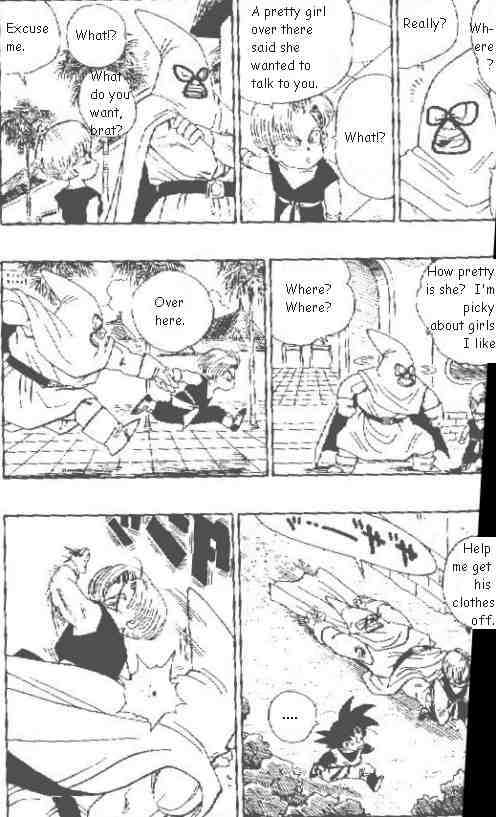 Excuse
me.
What!?
What
do you
want,
brat?
A pretty girl
over there
said she
wanted to
talk to you.
What!?
Really?
Wh-
ere
?
Over
here.
Where?
Where?
How pretty
is she? I'm
picky
about girls
I like
Help
me get
his
clothes
off.
....